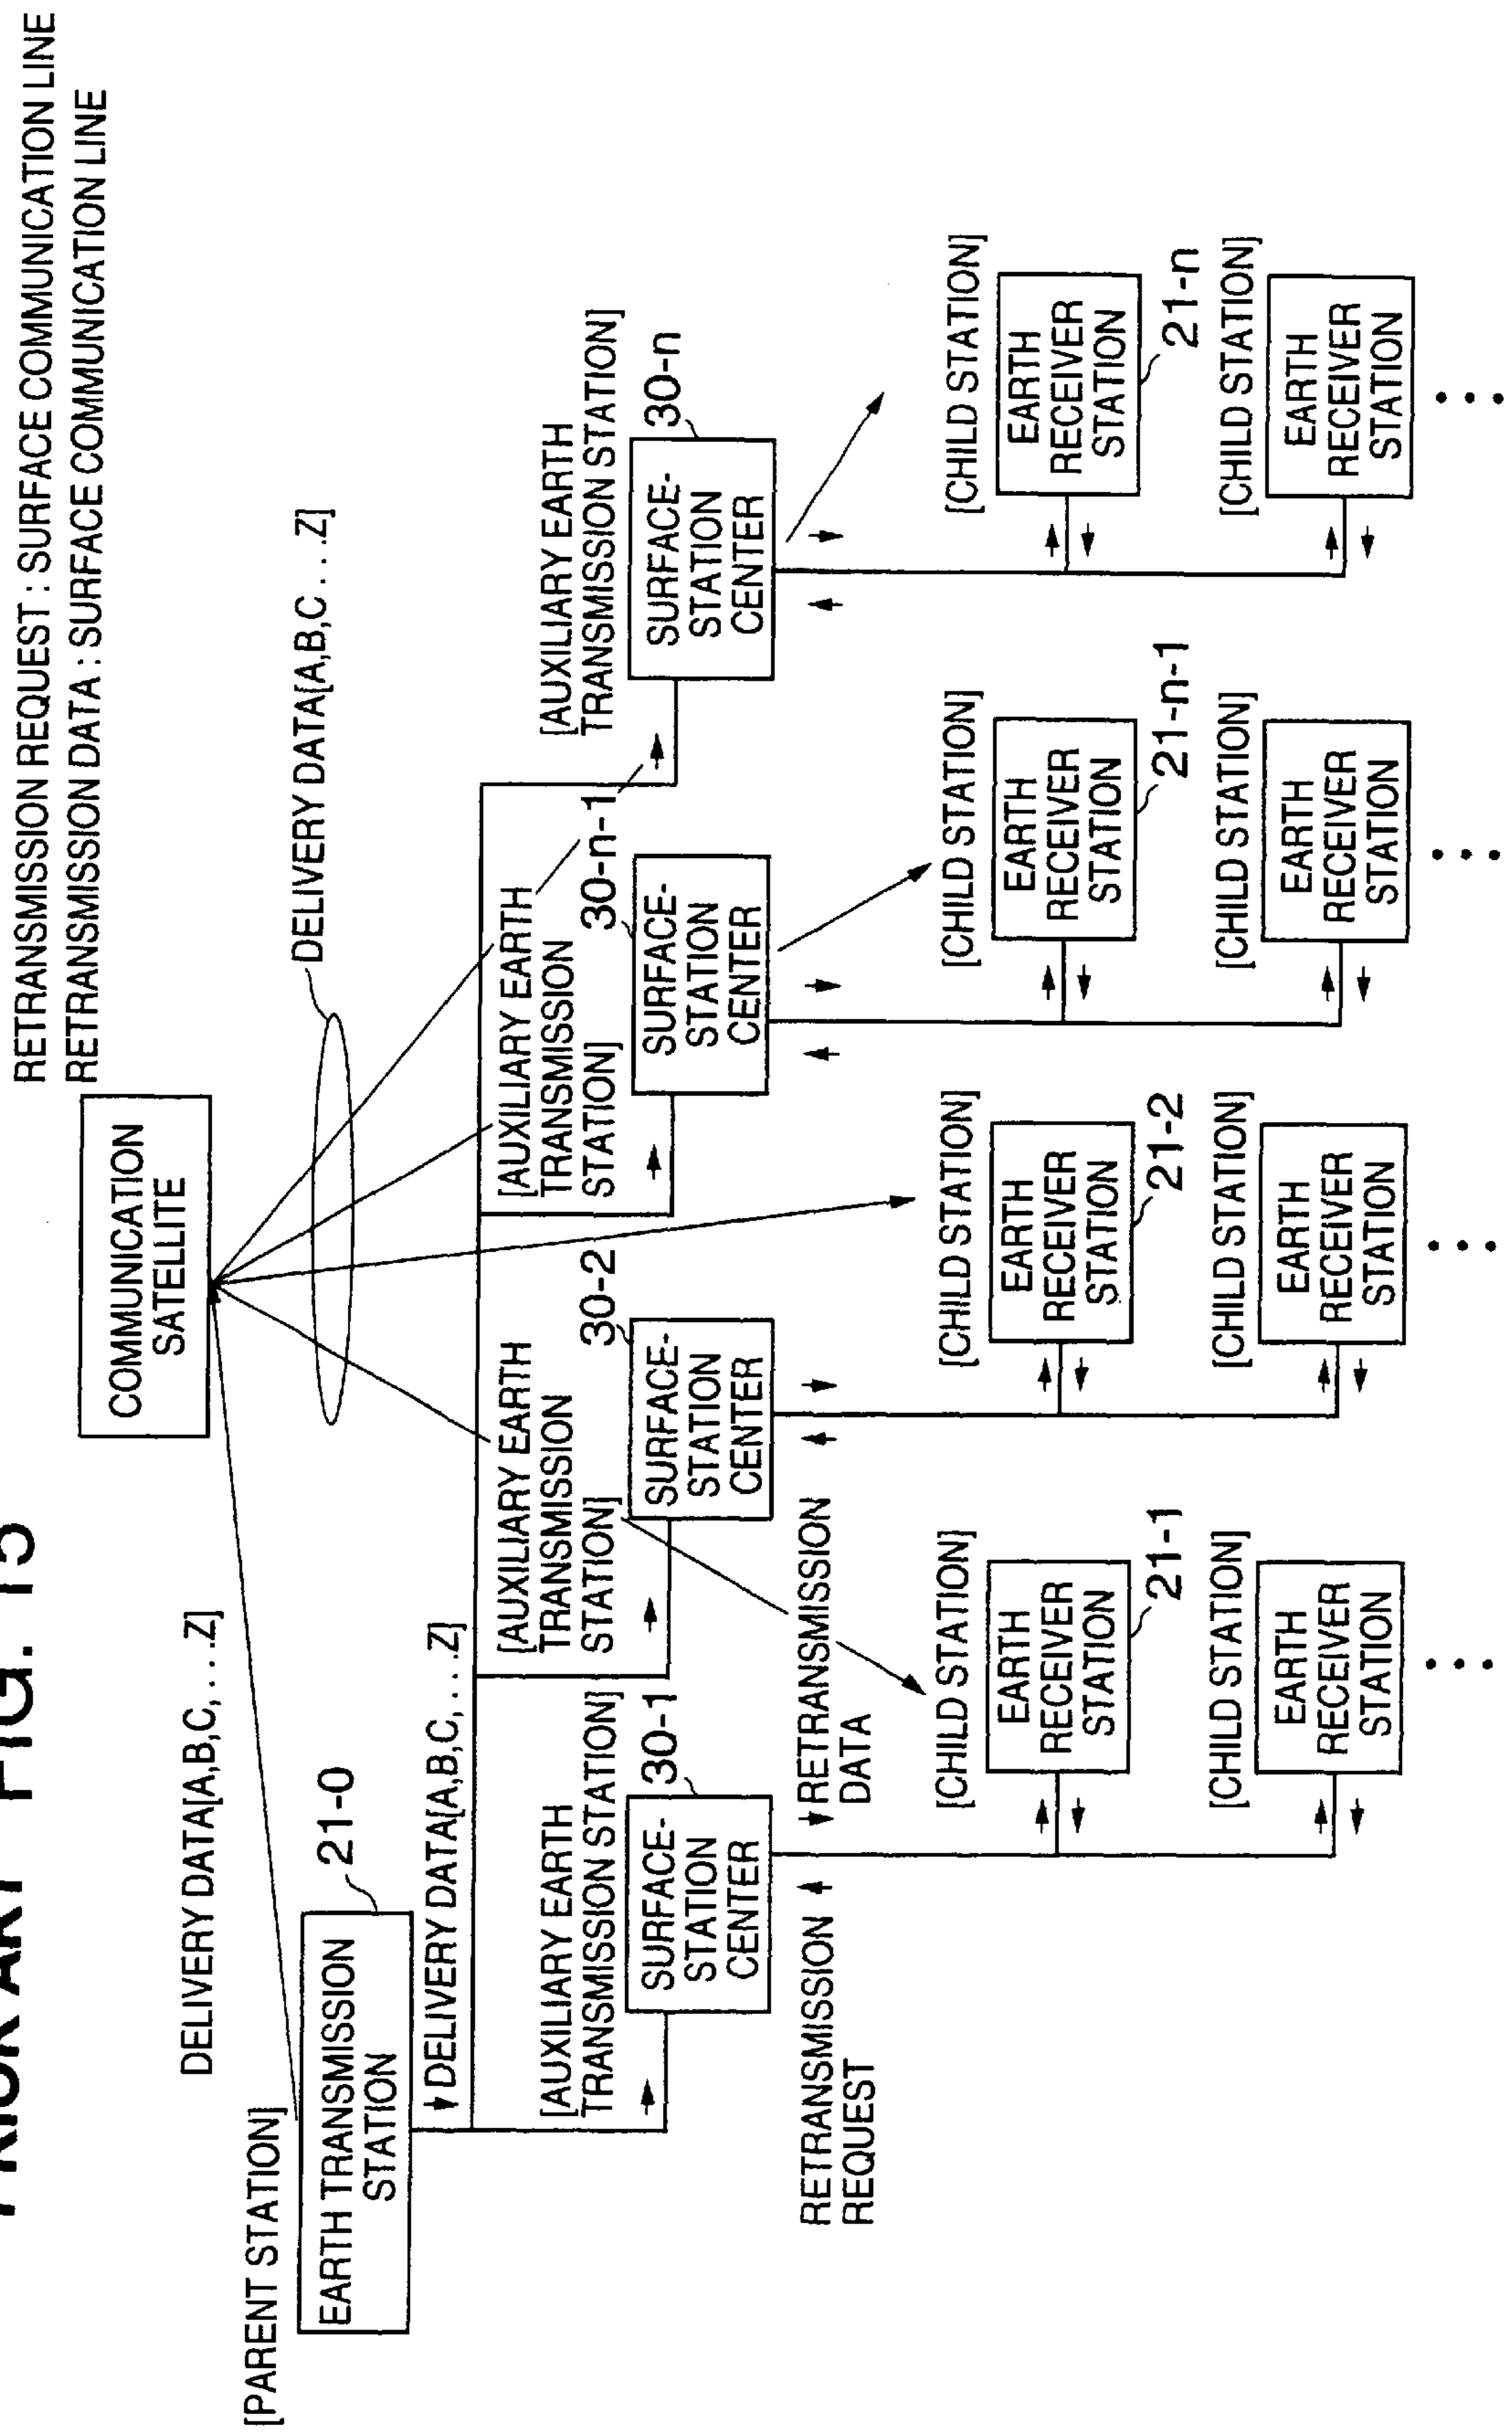 PRIOR ART FIG. 15
RETRANSMISSION REQUEST : SURFACE COMMUNICATION LINE
RETRANSMISSION DATA : SURFACE COMMUNICATION LINE
COMMUNICATION
SATELLITE
DELIVERY DATA[A,B,C,...Z]
DELIVERY DATA[A,B,C...Z]
[PARENT STATION]
EARTH TRANSMISSION
STATION
21-0
DELIVERY DATA[A,B,C,...Z]
[AUXILIARY EARTH
TRANSMISSION STATION]
30-1
SURFACE-
STATION
CENTER
[AUXILIARY EARTH
TRANSMISSION
STATION]
30-2
SURFACE-
STATION
CENTER
[AUXILIARY EARTH
TRANSMISSION
STATION]
30-n-1
SURFACE-
STATION
CENTER
[AUXILIARY EARTH
TRANSMISSION STATION]
30-n
SURFACE-
STATION
CENTER
RETRANSMISSION
REQUEST
RETRANSMISSION
DATA
[CHILD STATION]
EARTH
RECEIVER
STATION
21-1
[CHILD STATION]
EARTH
RECEIVER
STATION
21-2
[CHILD STATION]
EARTH
RECEIVER
STATION
21-n-1
[CHILD STATION]
EARTH
RECEIVER
STATION
21-n
[CHILD STATION]
EARTH
RECEIVER
STATION
[CHILD STATION]
EARTH
RECEIVER
STATION
[CHILD STATION]
EARTH
RECEIVER
STATION
[CHILD STATION]
EARTH
RECEIVER
STATION